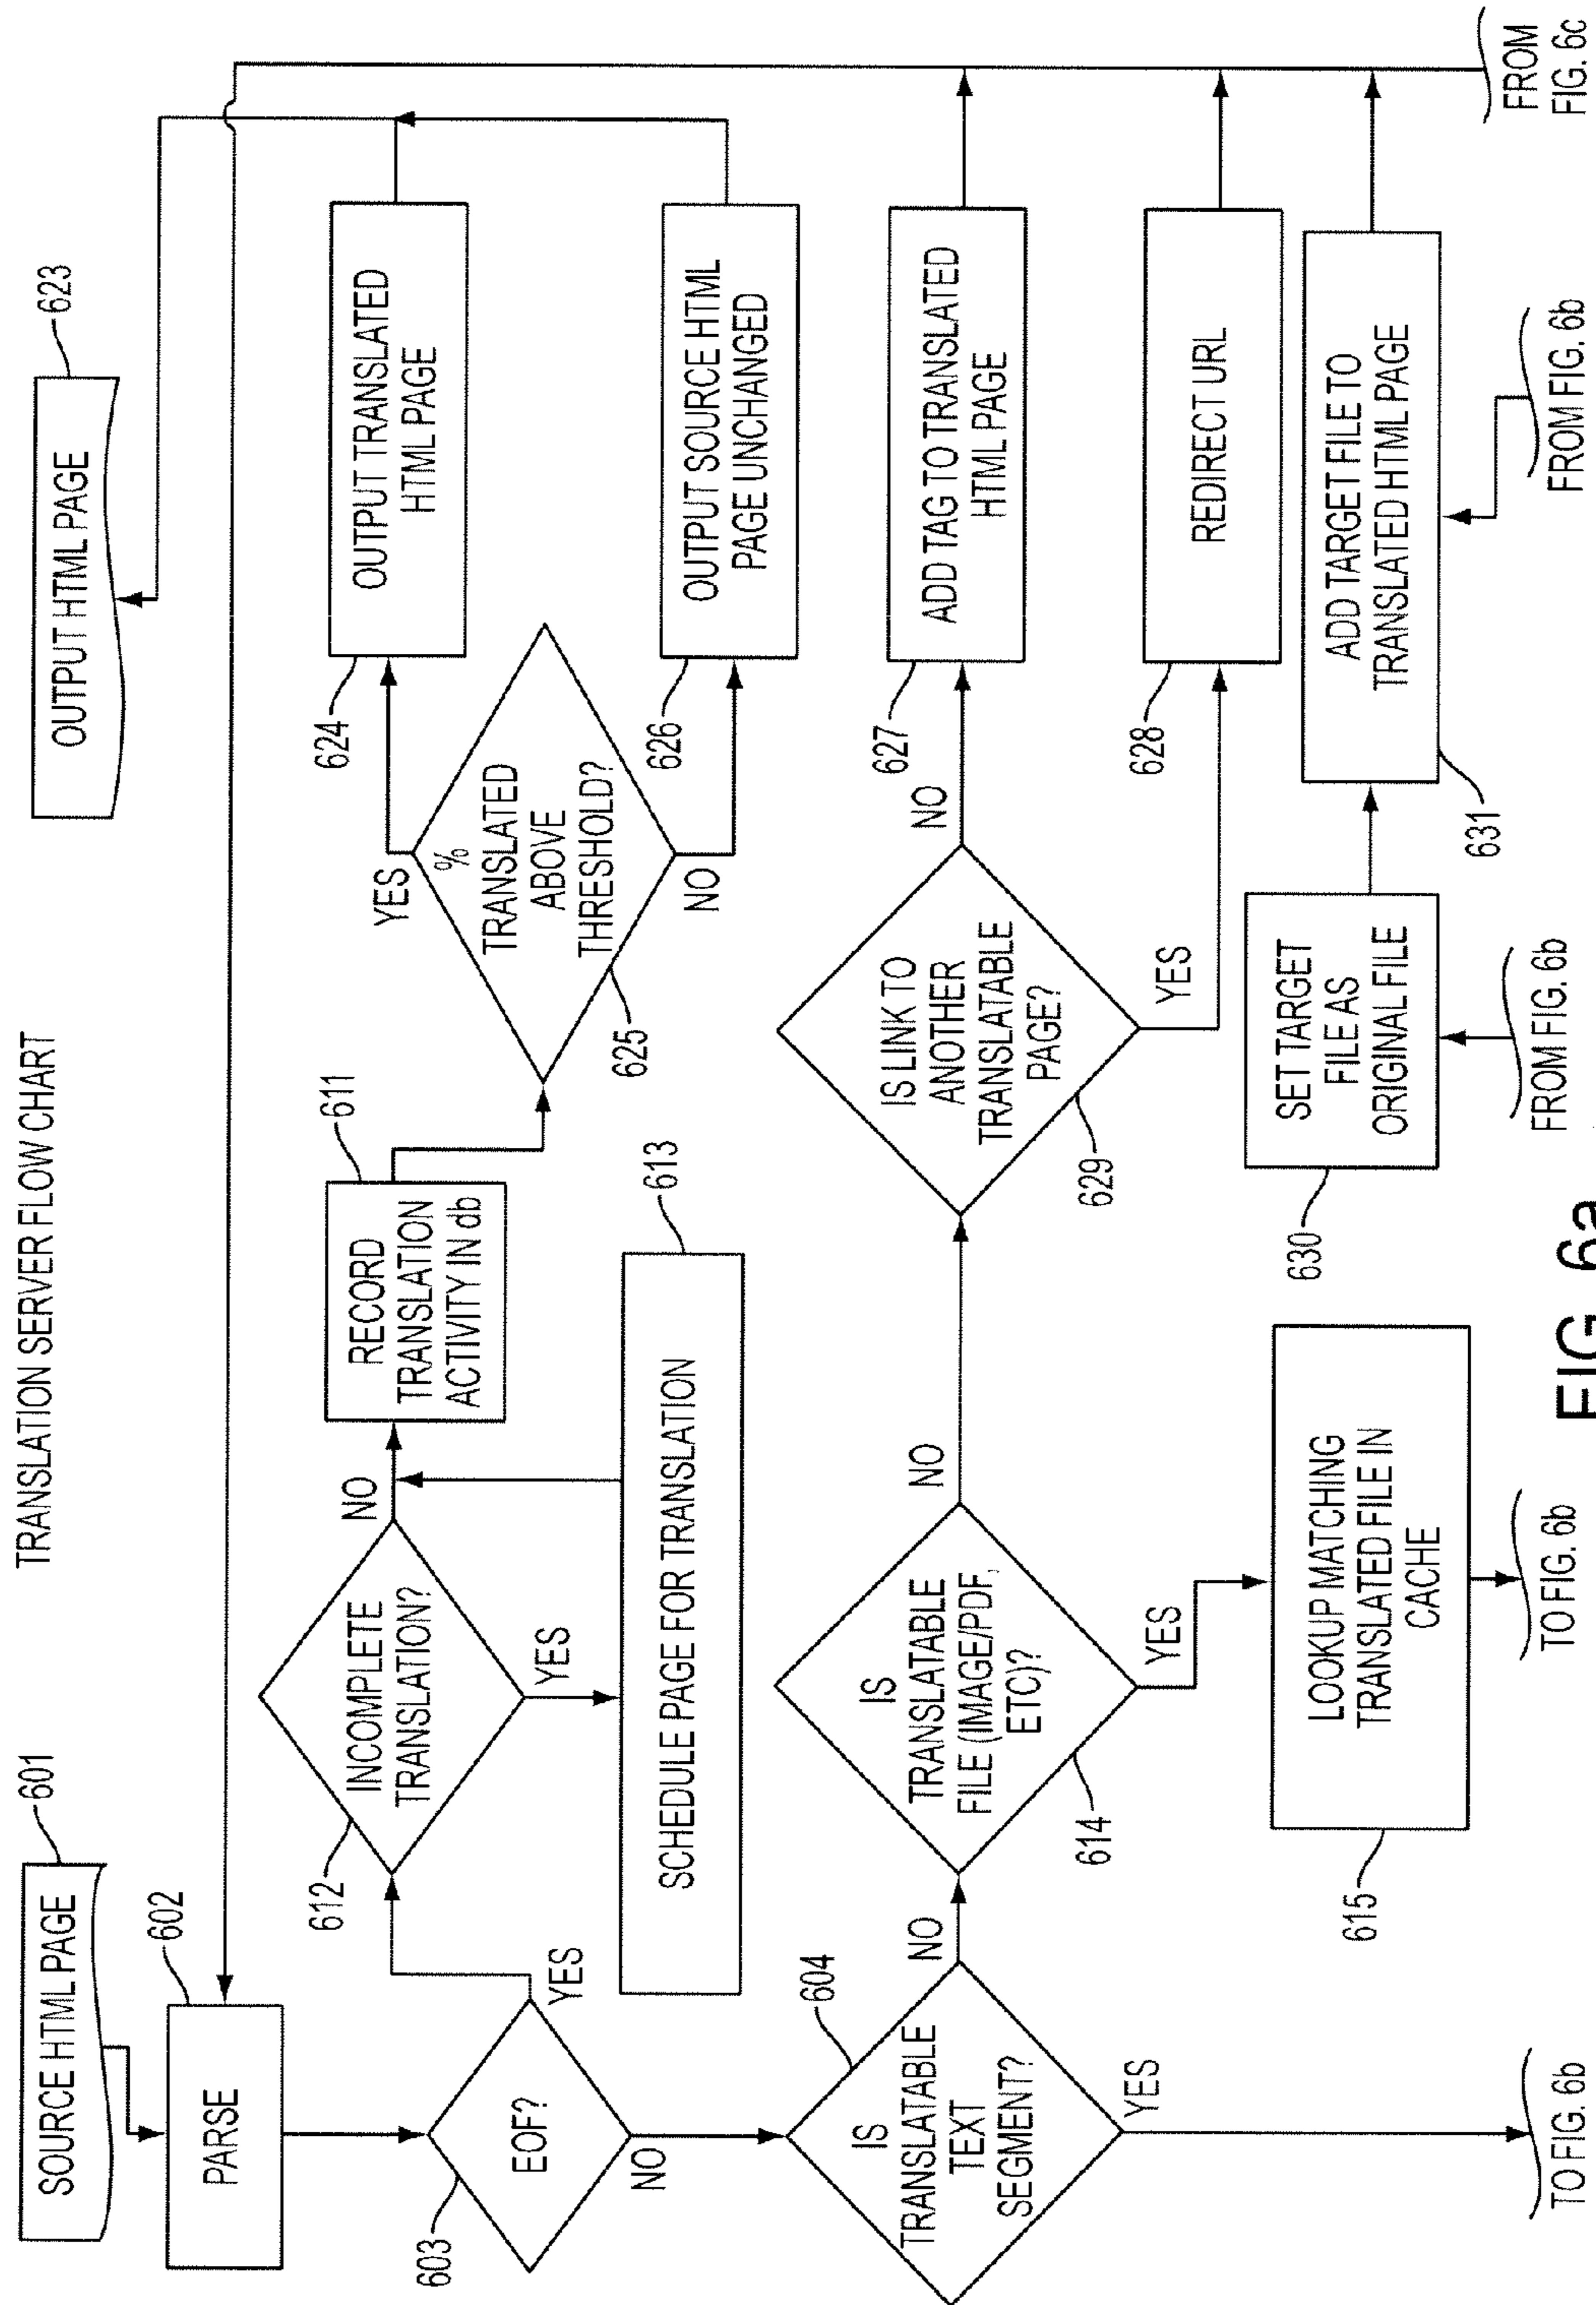 TRANSLATION SERVER FLOW CHART
SOURCE HTML PAGE
601
PARSE
602
EOF?
603
YES
NO
INCOMPLETE
TRANSLATION?
612
NO
YES
SCHEDULE PAGE FOR TRANSLATION
613
RECORD
TRANSLATION
ACTIVITY IN db
611
%
TRANSLATED
ABOVE
THRESHOLD?
625
YES
NO
OUTPUT TRANSLATED
HTML PAGE
624
OUTPUT SOURCE HTML
PAGE UNCHANGED
626
OUTPUT HTML PAGE
623
IS
TRANSLATABLE
TEXT
SEGMENT?
604
NO
YES
TO FIG. 6b
IS
TRANSLATABLE
FILE (IMAGE/PDF,
ETC)?
614
NO
YES
LOOKUP MATCHING
TRANSLATED FILE IN
CACHE
615
TO FIG. 6b
IS LINK TO
ANOTHER
TRANSLATABLE
PAGE?
629
NO
YES
ADD TAG TO TRANSLATED
HTML PAGE
627
REDIRECT URL
628
SET TARGET
FILE AS
ORIGINAL FILE
630
FROM FIG. 6b
ADD TARGET FILE TO
TRANSLATED HTML PAGE
631
FROM FIG. 6b
FROM
FIG. 6c
FIG. 6a